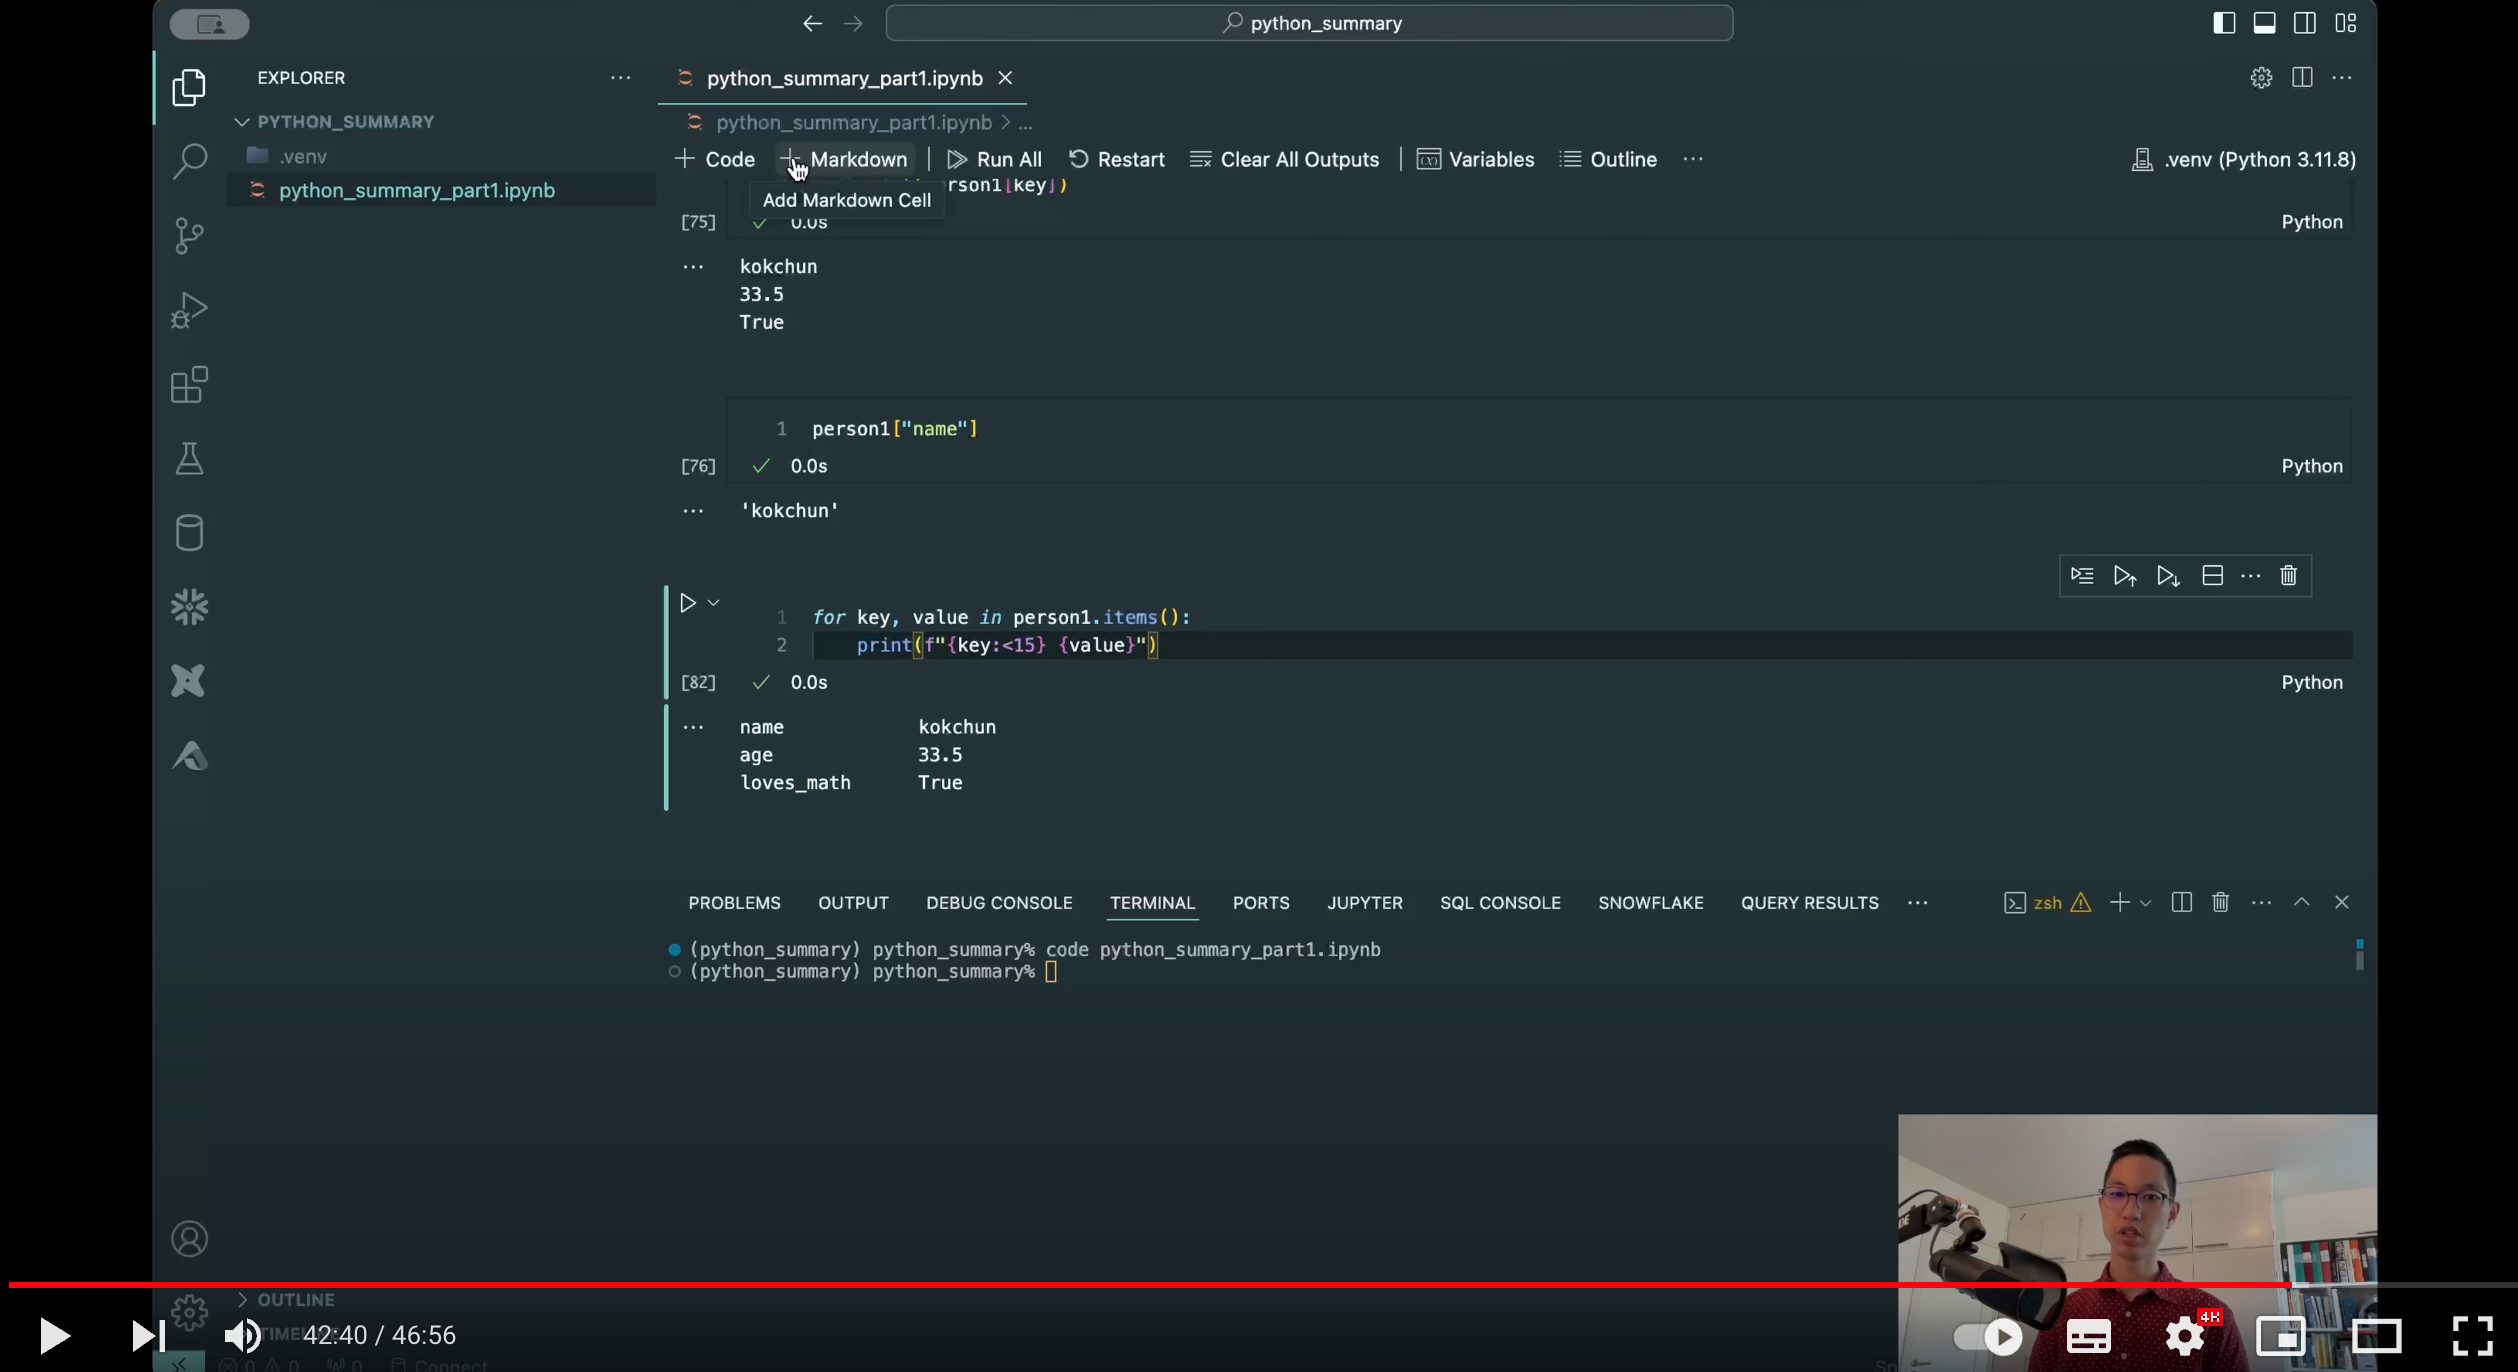 python_summary
EXPLORER
python_summary_part1.ipynb
PYTHON_SUMMARY
python_summary_part1.ipynb > ...
.venv
Code Markdown Run All Restart Clear All Outputs Variables Outline .venv (Python 3.11.8)
python_summary_part1.ipynb
rson1[key])
Add Markdown Cell
[75] 0.0s Python
kokchun
33.5
True
1 person1["name"]
[76] 0.0s Python
'kokchun'
1 for key, value in person1.items():
2 print(f"{key:<15} {value}")
[82] 0.0s Python
name kokchun
age 33.5
loves_math True
PROBLEMS OUTPUT DEBUG CONSOLE TERMINAL PORTS JUPYTER SQL CONSOLE SNOWFLAKE QUERY RESULTS zsh
(python_summary) python_summary% code python_summary_part1.ipynb
(python_summary) python_summary%
OUTLINE
42:40 / 46:56
4K
0 0 0 Connect